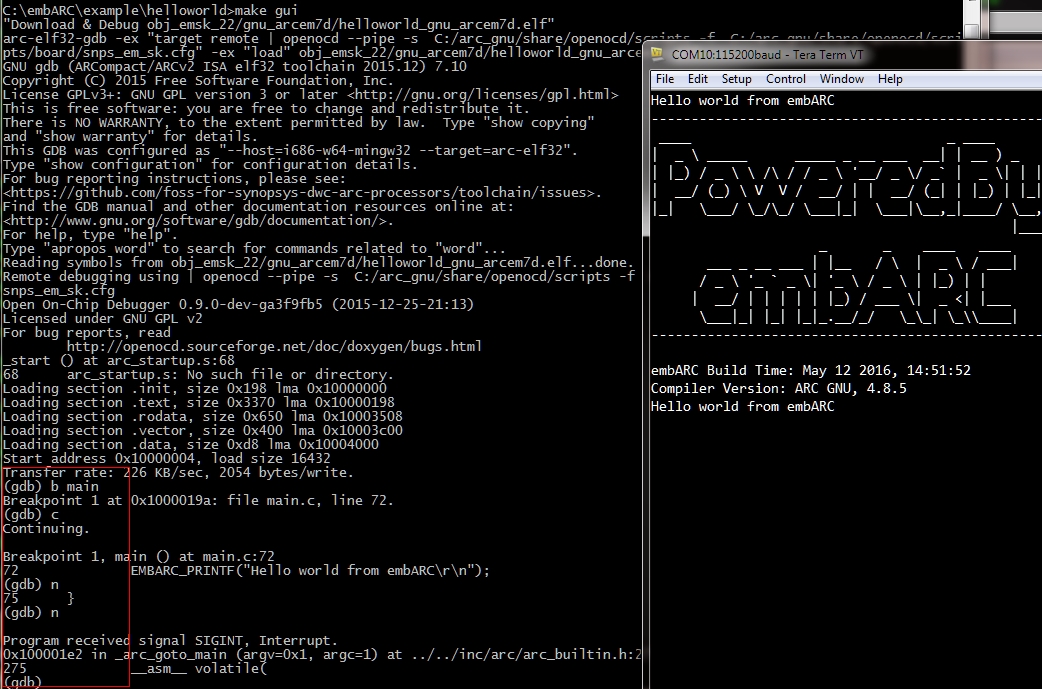 C:\embARC\example\helloworld>make gui
"Download & Debug obj_emsk_22/gnu_arcem7d/helloworld_gnu_arcem7d.elf"
arc-elf32-gdb -ex "target remote | openocd --pipe -s  C:/arc_gnu/share/openocd/scripts -f  C:/arc_gnu/share/openocd/scri
pts/board/snps_em_sk.cfg" -ex "load" obj_emsk_22/gnu_arcem7d/helloworld_gnu_arce
GNU gdb (ARCompact/ARCv2 ISA elf32 toolchain 2015.12) 7.10
Copyright (C) 2015 Free Software Foundation, Inc.
License GPLv3+: GNU GPL version 3 or later <http://gnu.org/licenses/gpl.html>
This is free software: you are free to change and redistribute it.
There is NO WARRANTY, to the extent permitted by law.  Type "show copying"
and "show warranty" for details.
This GDB was configured as "--host=i686-w64-mingw32 --target=arc-elf32".
Type "show configuration" for configuration details.
For bug reporting instructions, please see:
<https://github.com/foss-for-synopsys-dwc-arc-processors/toolchain/issues>.
Find the GDB manual and other documentation resources online at:
<http://www.gnu.org/software/gdb/documentation/>.
For help, type "help".
Type "apropos word" to search for commands related to "word"...
Reading symbols from obj_emsk_22/gnu_arcem7d/helloworld_gnu_arcem7d.elf...done.
Remote debugging using | openocd --pipe -s  C:/arc_gnu/share/openocd/scripts -f
snps_em_sk.cfg
Open On-Chip Debugger 0.9.0-dev-ga3f9fb5 (2015-12-25-21:13)
Licensed under GNU GPL v2
For bug reports, read
        http://openocd.sourceforge.net/doc/doxygen/bugs.html
_start () at arc_startup.s:68
68      arc_startup.s: No such file or directory.
Loading section .init, size 0x198 lma 0x10000000
Loading section .text, size 0x3370 lma 0x10000198
Loading section .rodata, size 0x650 lma 0x10003508
Loading section .vector, size 0x400 lma 0x10003c00
Loading section .data, size 0xd8 lma 0x10004000
Start address 0x10000004, load size 16432
Transfer rate: 226 KB/sec, 2054 bytes/write.
(gdb) b main
Breakpoint 1 at 0x1000019a: file main.c, line 72.
(gdb) c
Continuing.
Breakpoint 1, main () at main.c:72
72              EMBARC_PRINTF("Hello world from embARC\r\n");
(gdb) n
75      }
(gdb) n
Program received signal SIGINT, Interrupt.
0x100001e2 in _arc_goto_main (argv=0x1, argc=1) at ../../inc/arc/arc_builtin.h:2
275             __asm__ volatile(
(gdb)
COM10:115200baud - Tera Term VT
File Edit Setup Control Window Help
Hello world from embARC
PoweredBy
embARC
embARC Build Time: May 12 2016, 14:51:52
Compiler Version: ARC GNU, 4.8.5
Hello world from embARC